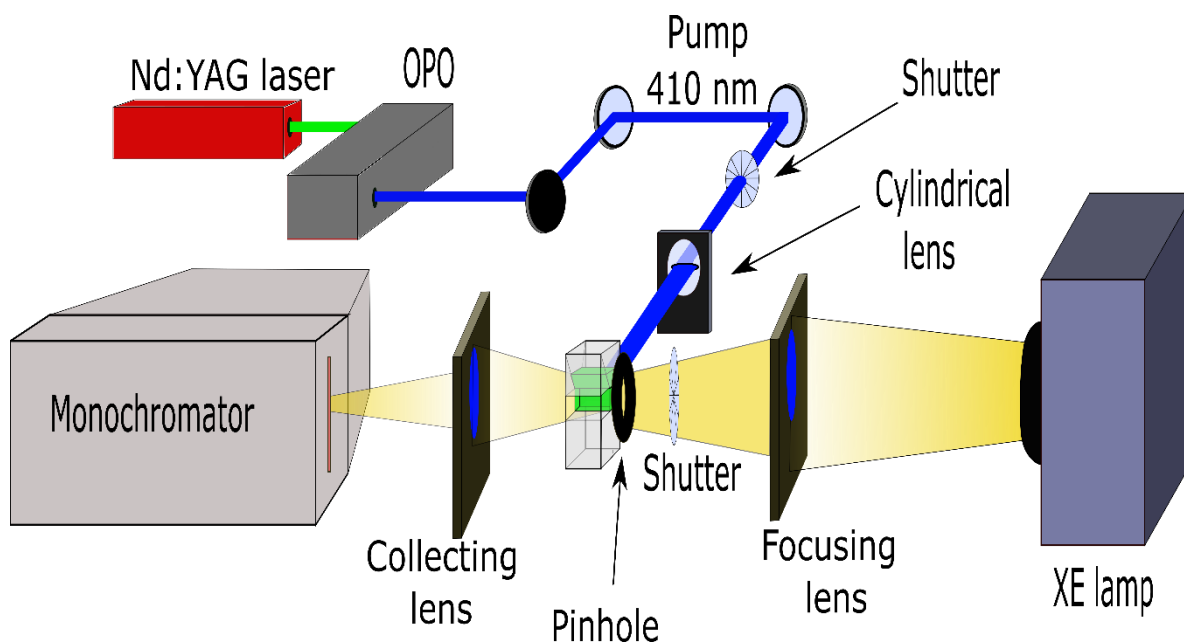 Nd:YAG laser
OPO
Pump
410 nm
Shutter
Cylindrical
lens
Monochromator
Shutter
Collecting
lens
Pinhole
Focusing
lens
XE lamp